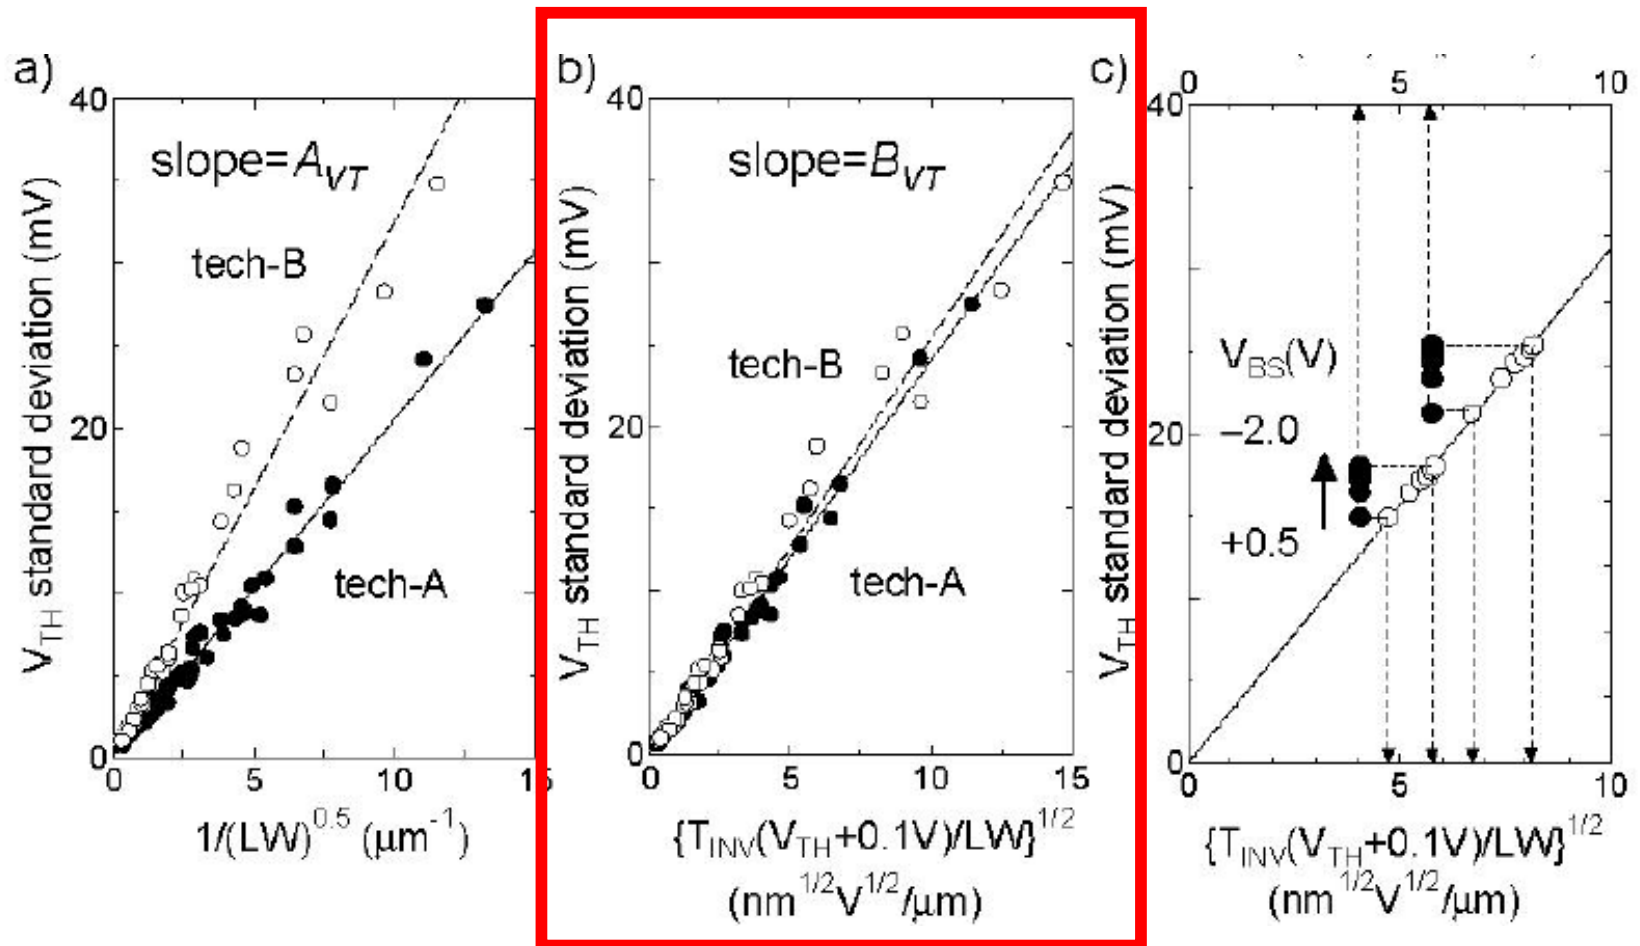 a)
40
20
0
0
5
10
15
slope=A_VT
tech-B
tech-A
V_TH standard deviation (mV)
1/(LW)^0.5 (μm^-1)
b)
40
20
0
0
5
10
15
slope=B_VT
tech-B
tech-A
V_TH standard deviation (mV)
{T_INV(V_TH+0.1V)/LW}^1/2
(nm^1/2V^1/2/μm)
c)
0
5
10
40
20
0
0
5
10
V_BS(V)
–2.0
+0.5
V_TH standard deviation (mV)
{T_INV(V_TH+0.1V)/LW}^1/2
(nm^1/2V^1/2/μm)